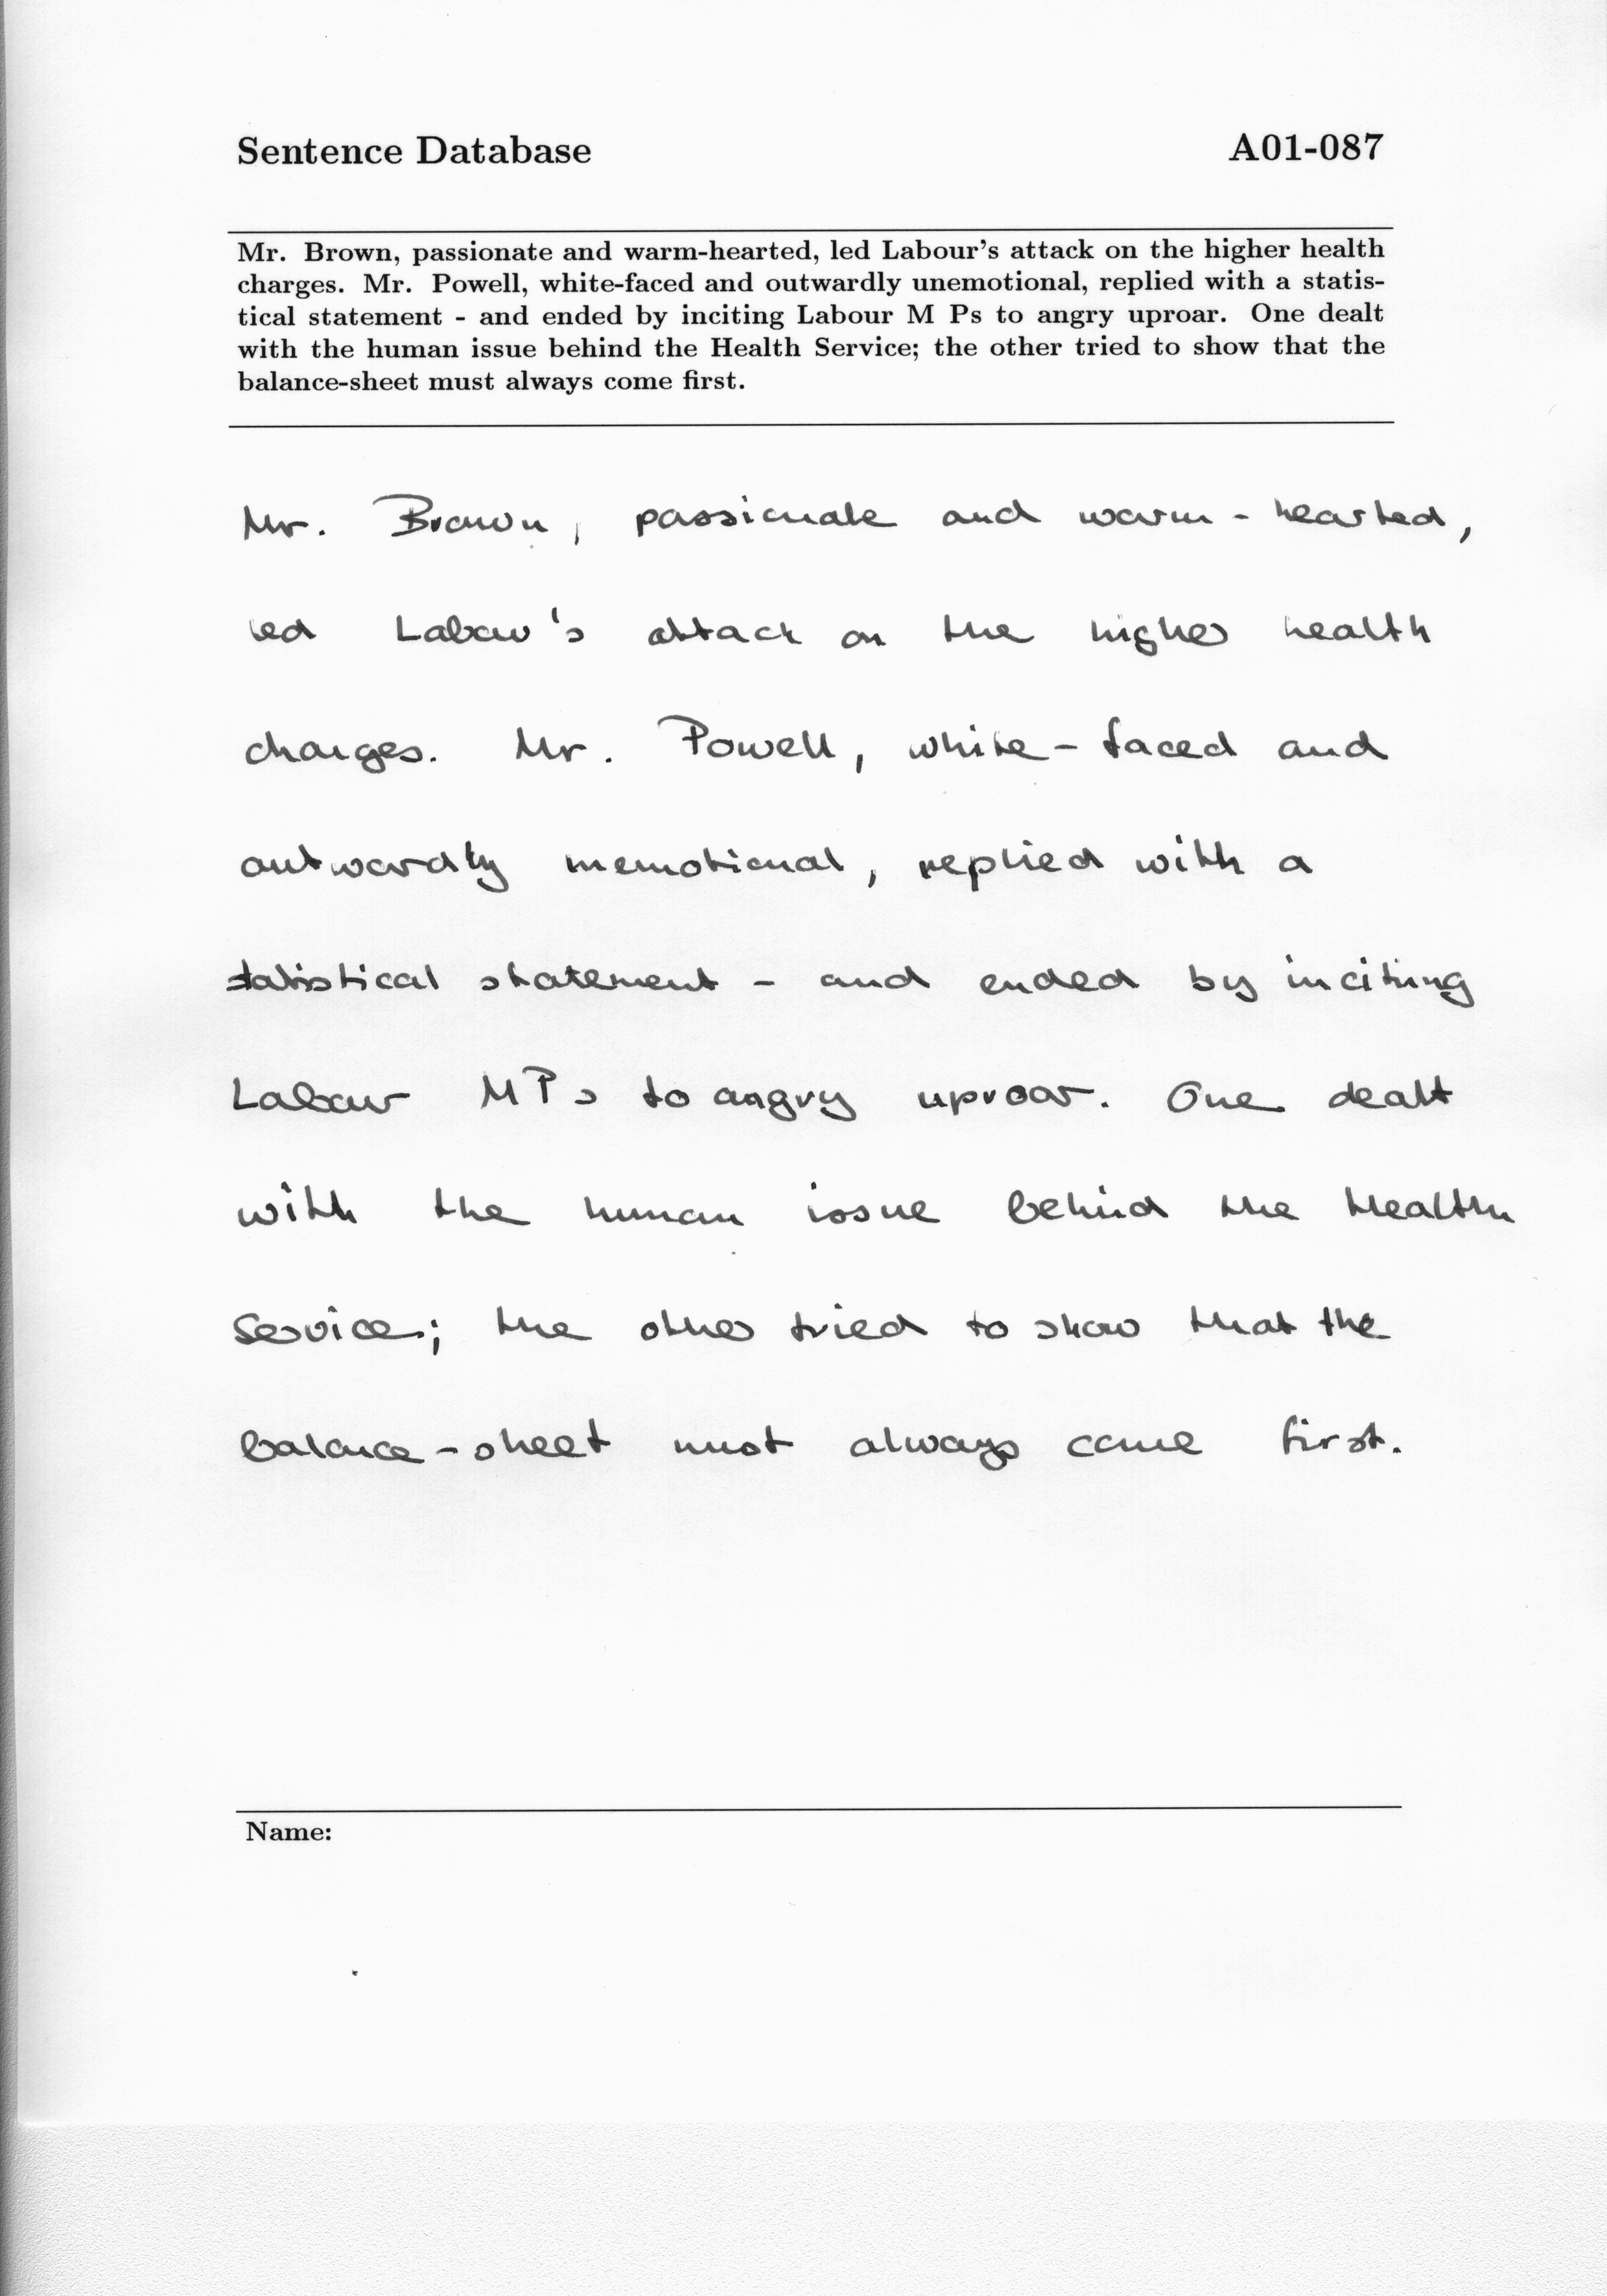 Sentence Database A01-087
Mr. Brown, passionate and warm-hearted, led Labour's attack on the higher health
charges. Mr. Powell, white-faced and outwardly unemotional, replied with a statis-
tical statement - and ended by inciting Labour M Ps to angry uproar. One dealt
with the human issue behind the Health Service; the other tried to show that the
balance-sheet must always come first.
Mr. Brown, passionate and warm-hearted,
led Labour's attack on the higher health
charges. Mr. Powell, white-faced and
outwardly unemotional, replied with a
statistical statement - and ended by inciting
Labour MPs to angry uproar. One dealt
with the human issue behind the Health
Service; the other tried to show that the
balance-sheet must always come first.
Name: